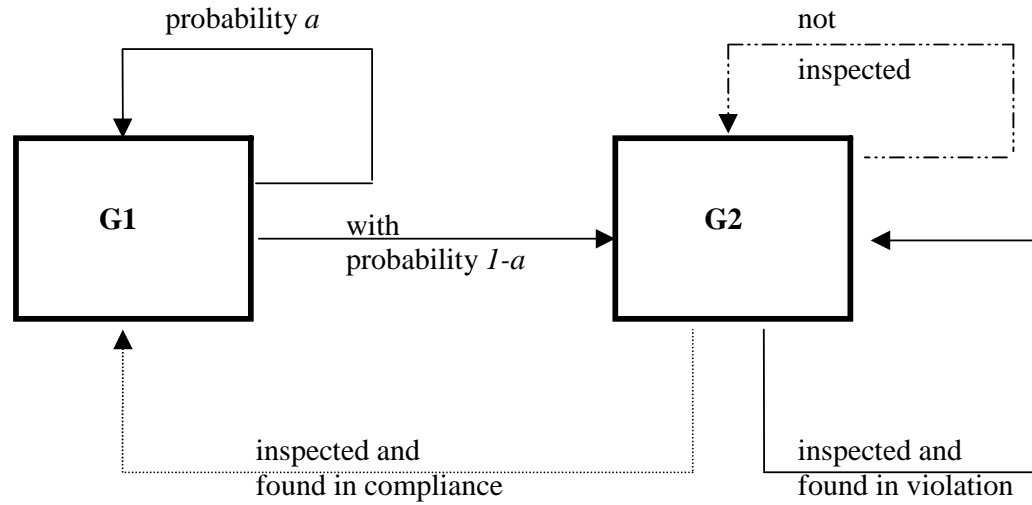 probability a
not
inspected
G1
G2
with
probability 1-a
inspected and
found in compliance
inspected and
found in violation